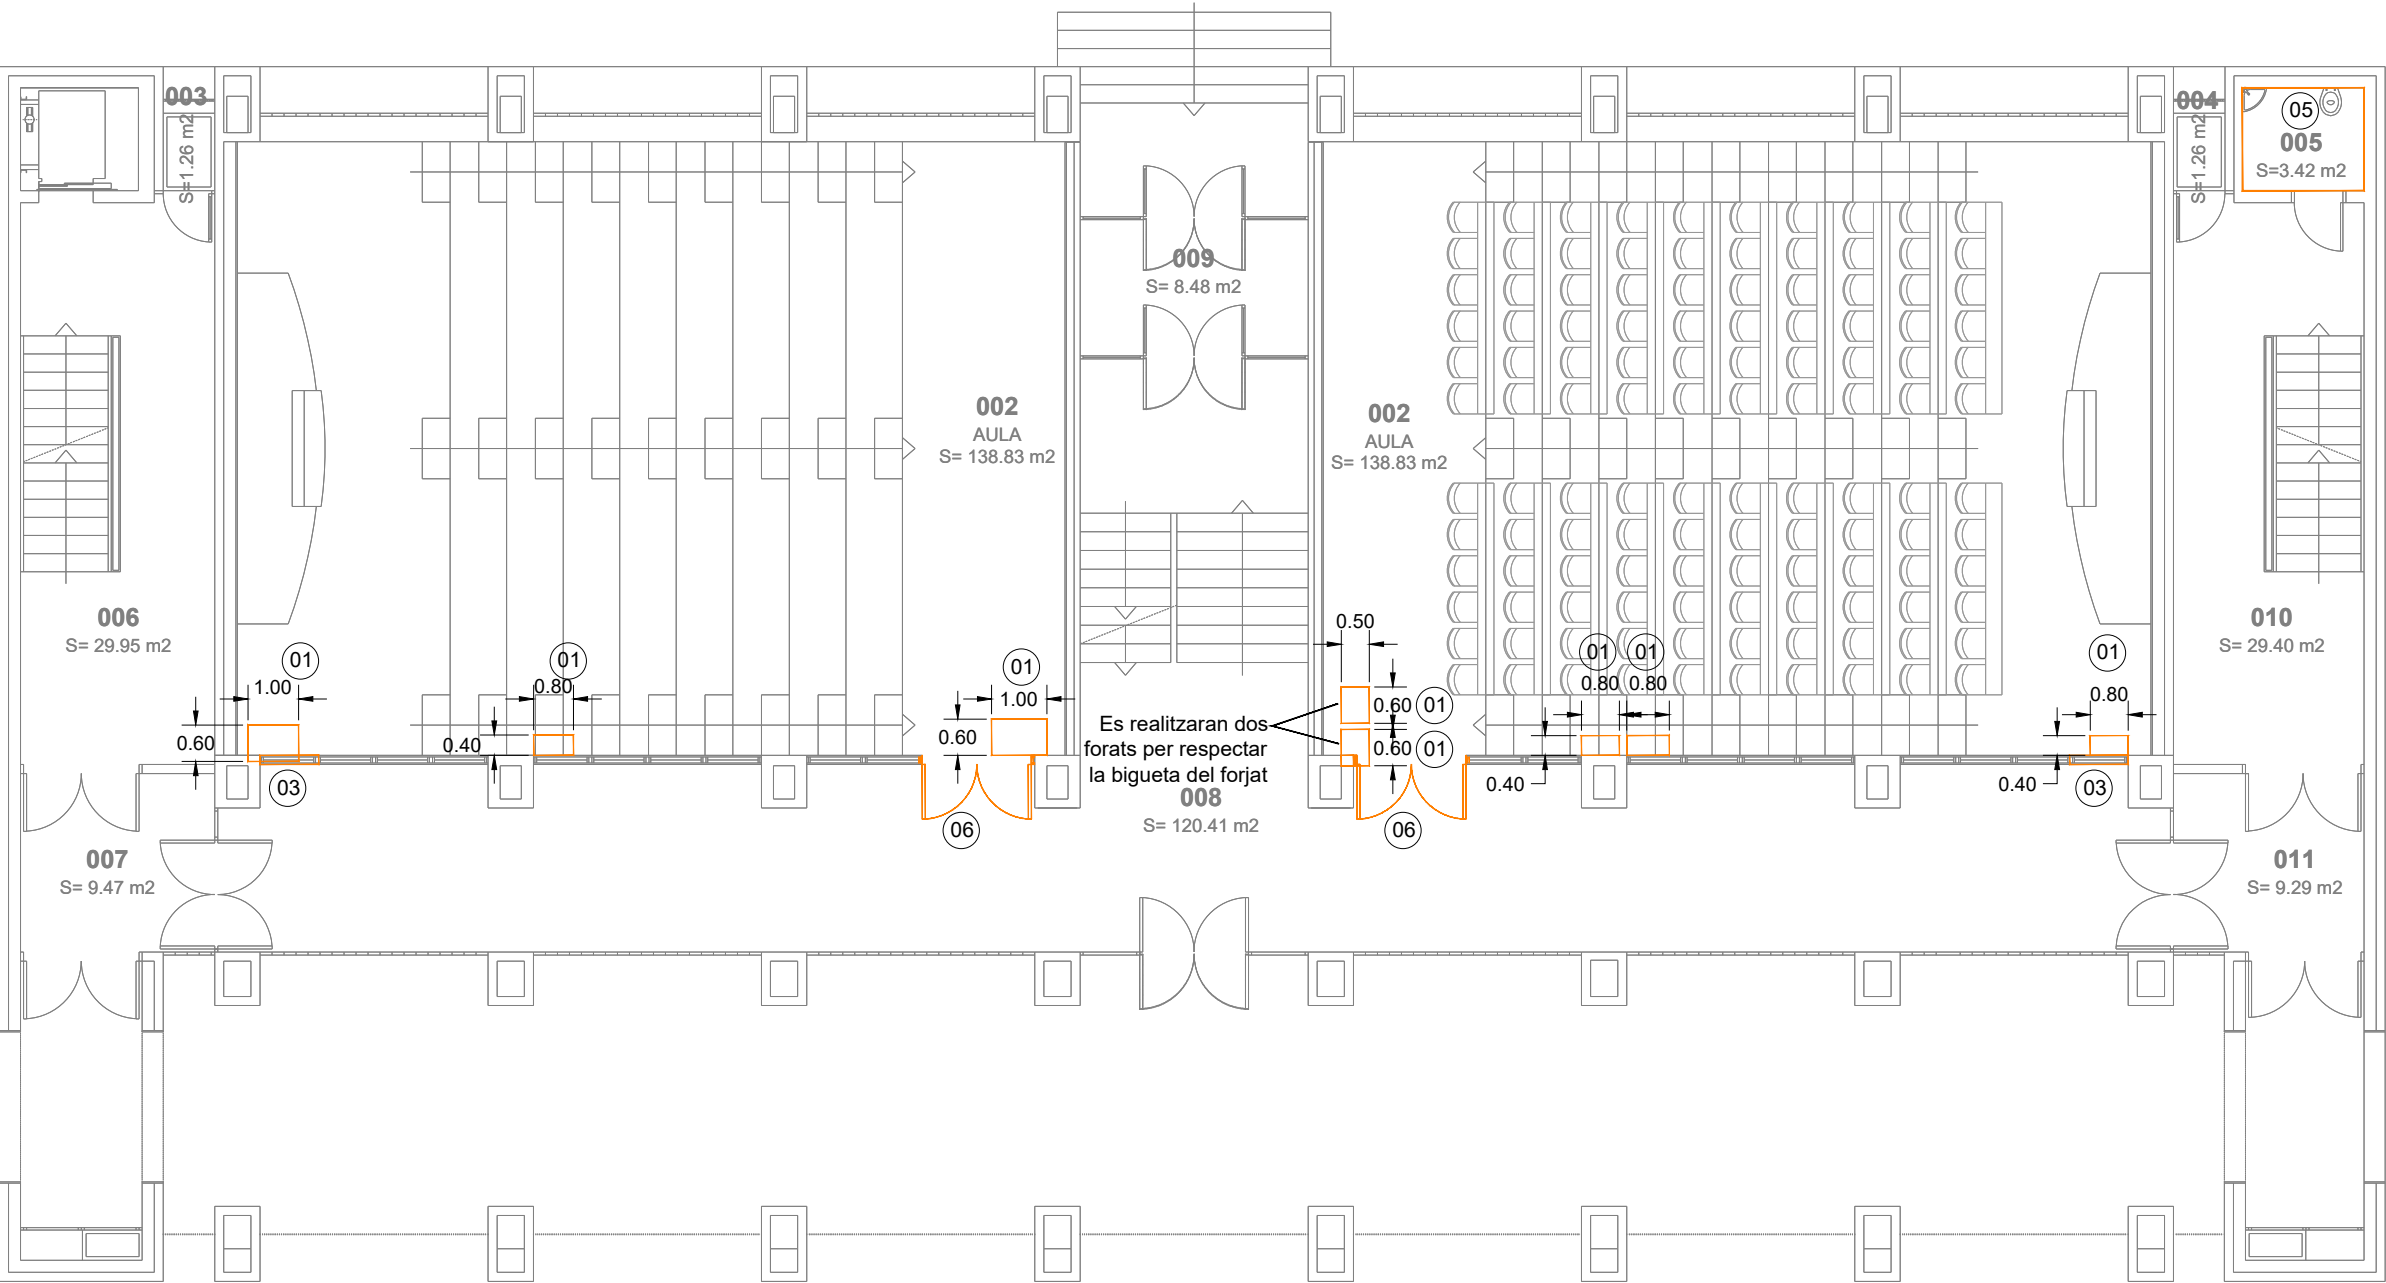 003
S=1.26 m2
004
S=1.26 m2
05
005
S=3.42 m2
009
S= 8.48 m2
002
AULA
S= 138.83 m2
002
AULA
S= 138.83 m2
006
S= 29.95 m2
010
S= 29.40 m2
01
1.00
0.60
03
01
0.80
0.40
01
1.00
0.60
06
0.50
0.60
01
0.60
01
Es realitzaran dos
forats per respectar
la bigueta del forjat
008
S= 120.41 m2
06
01
01
0.80
0.80
0.40
01
0.80
0.40
03
007
S= 9.47 m2
011
S= 9.29 m2